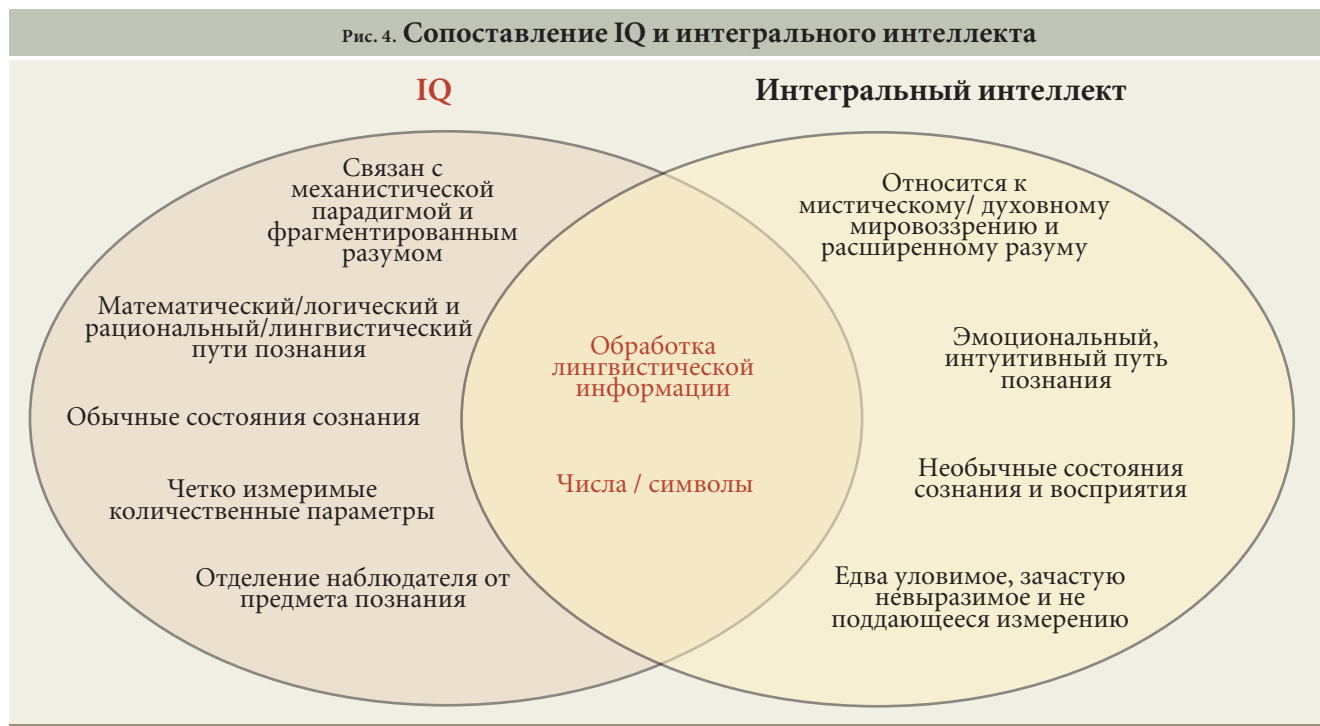 Рис. 4. Сопоставление IQ и интегрального интеллекта
IQ
Связан с
механистической
парадигмой и
фрагментированным
разумом
Математический/логический и
рациональный/лингвистический
пути познания
Обычные состояния сознания
Четко измеримые
количественные параметры
Отделение наблюдателя от
предмета познания
Обработка
лингвистической
информации
Числа / символы
Интегральный интеллект
Относится к
мистическому/ духовному
мировоззрению и
расширенному разуму
Эмоциональный,
интуитивный путь
познания
Необычные состояния
сознания и восприятия
Едва уловимое, зачастую
невыразимое и не
поддающееся измерению